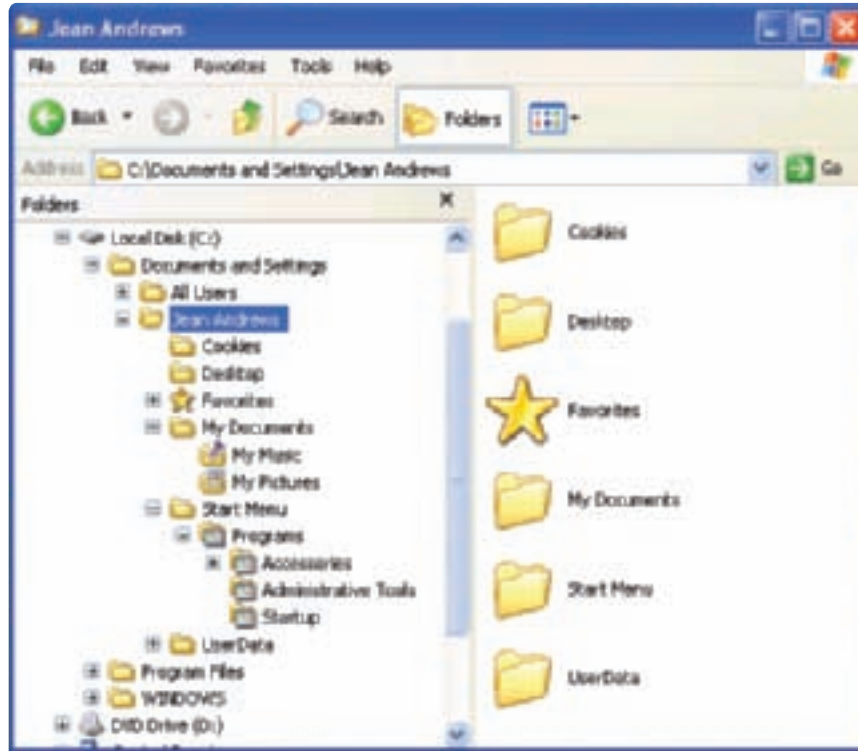 Jean Andrews
File Edit View Favorites Tools Help
Back Search Folders
Address C:\Documents and Settings\Jean Andrews Go
Folders
Local Disk (C:)
Documents and Settings
All Users
Jean Andrews
Cookies
Desktop
Favorites
My Documents
My Music
My Pictures
Start Menu
Programs
Accessories
Administrative Tools
Startup
UserData
Program Files
WINDOWS
DVD Drive (D:)
Cookies
Desktop
Favorites
My Documents
Start Menu
UserData